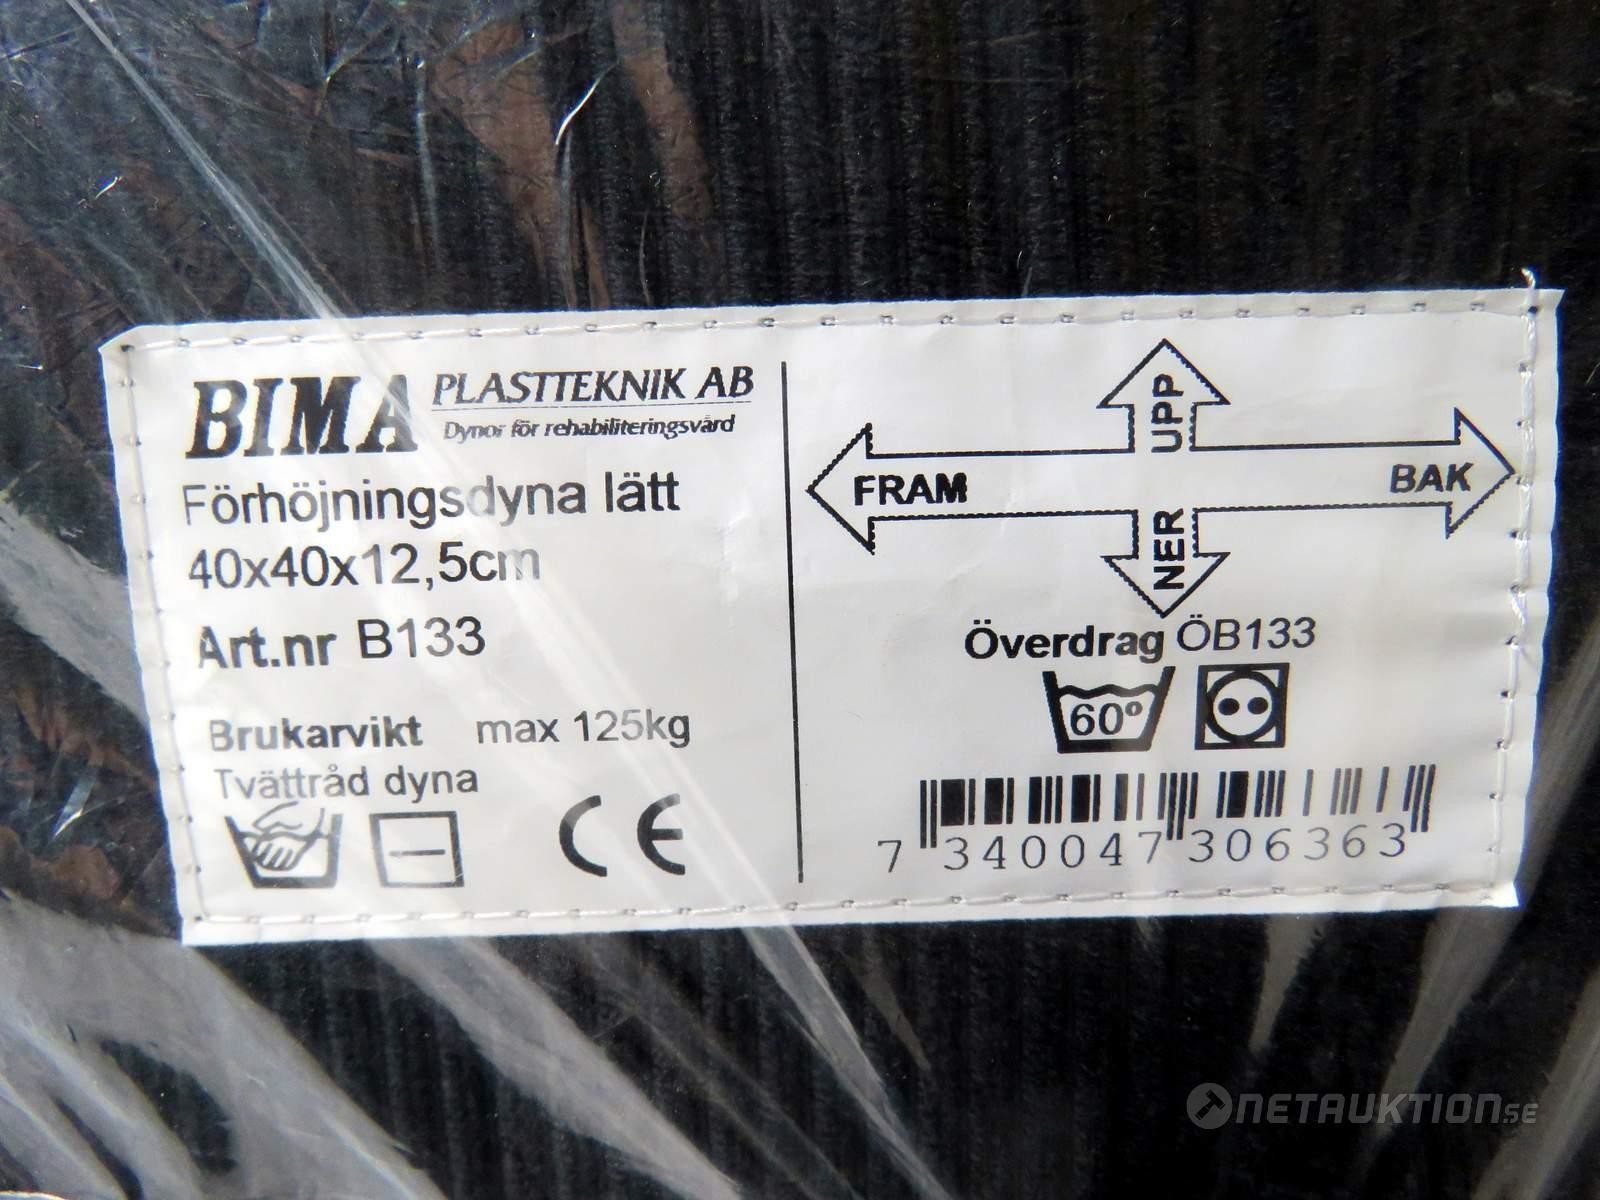 BIMA PLASTTEKNIK AB
Dynor för rehabiliteringsvård
Förhöjningsdyna lätt
40x40x12,5cm
Art.nr B133
Brukarvikt max 125kg
Tvättråd dyna
CE
UPP
FRAM
BAK
NER
Överdrag ÖB133
60º
7 340047 306363
NETAUKTION.SE